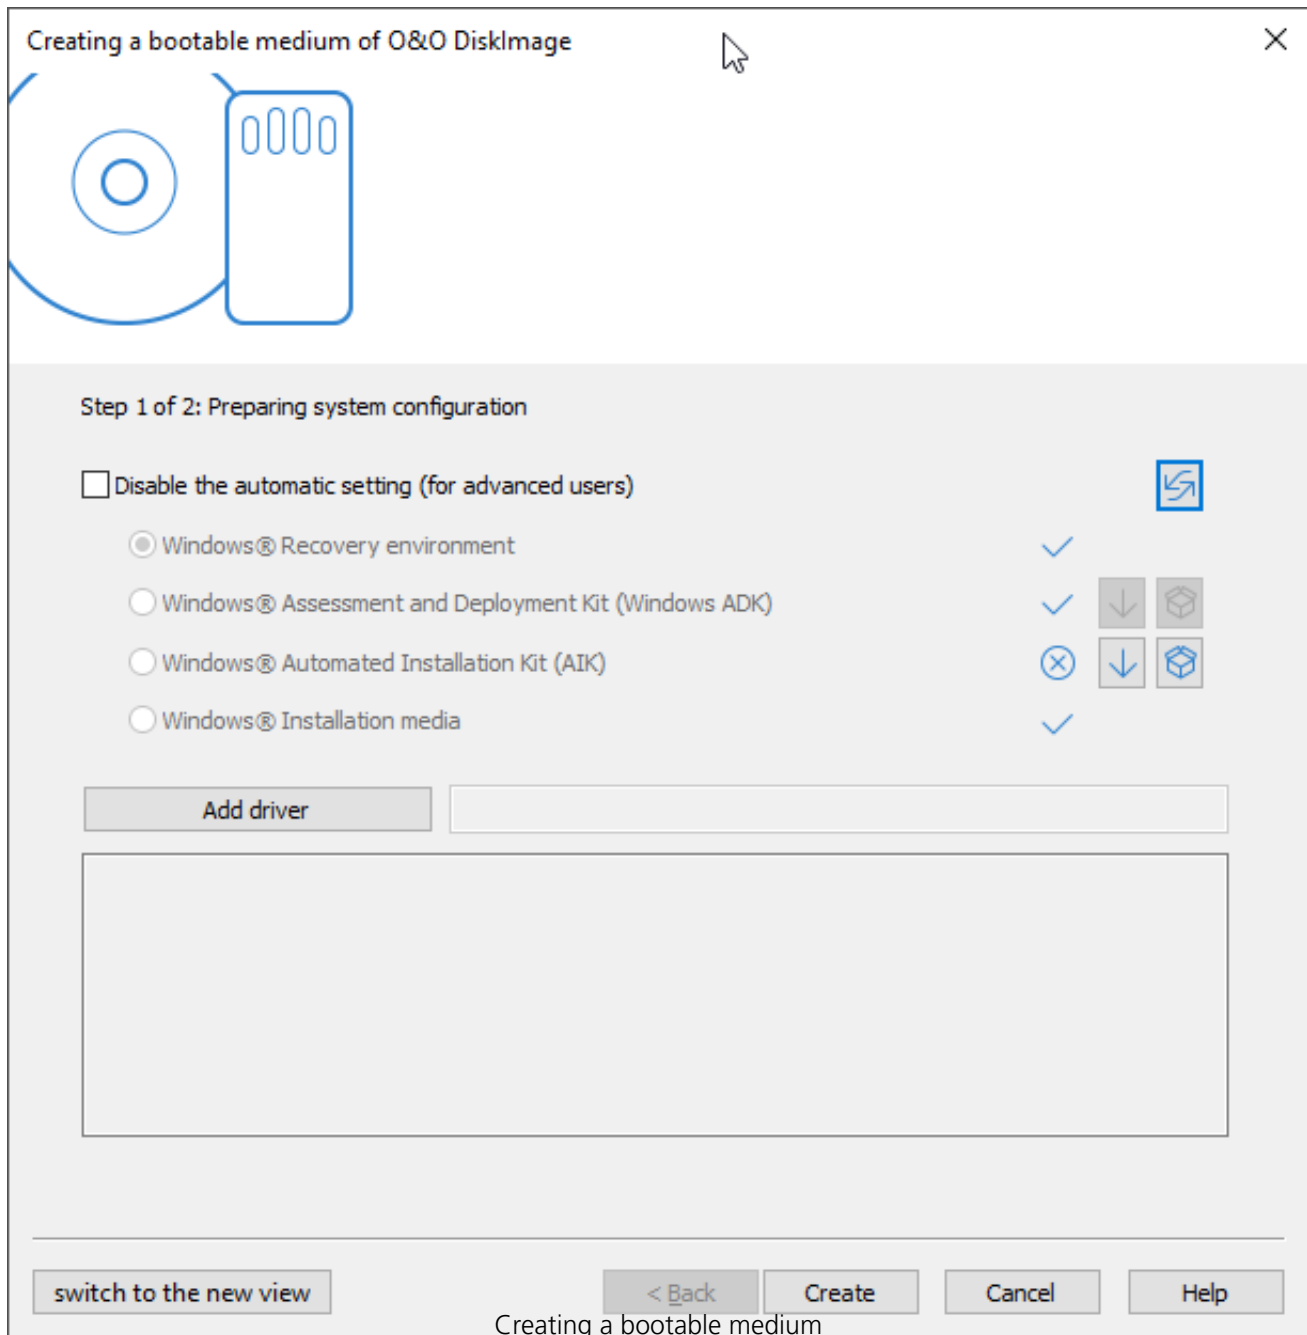 Creating a bootable medium of O&O DiskImage
Step 1 of 2: Preparing system configuration
Disable the automatic setting (for advanced users)
Windows® Recovery environment
Windows® Assessment and Deployment Kit (Windows ADK)
Windows® Automated Installation Kit (AIK)
Windows® Installation media
Add driver
switch to the new view
< Back
Create
Cancel
Help
Creating a bootable medium